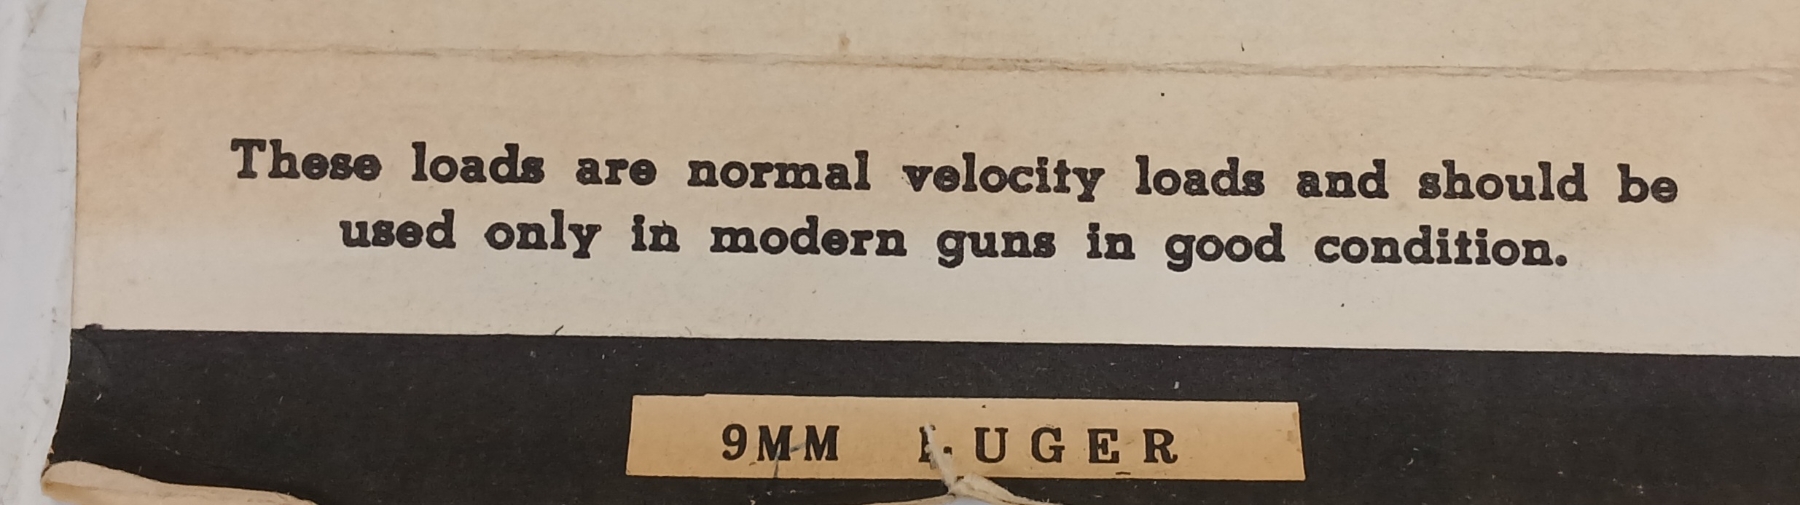 These loads are normal velocity loads and should be
used only in modern guns in good condition.
9MM LUGER